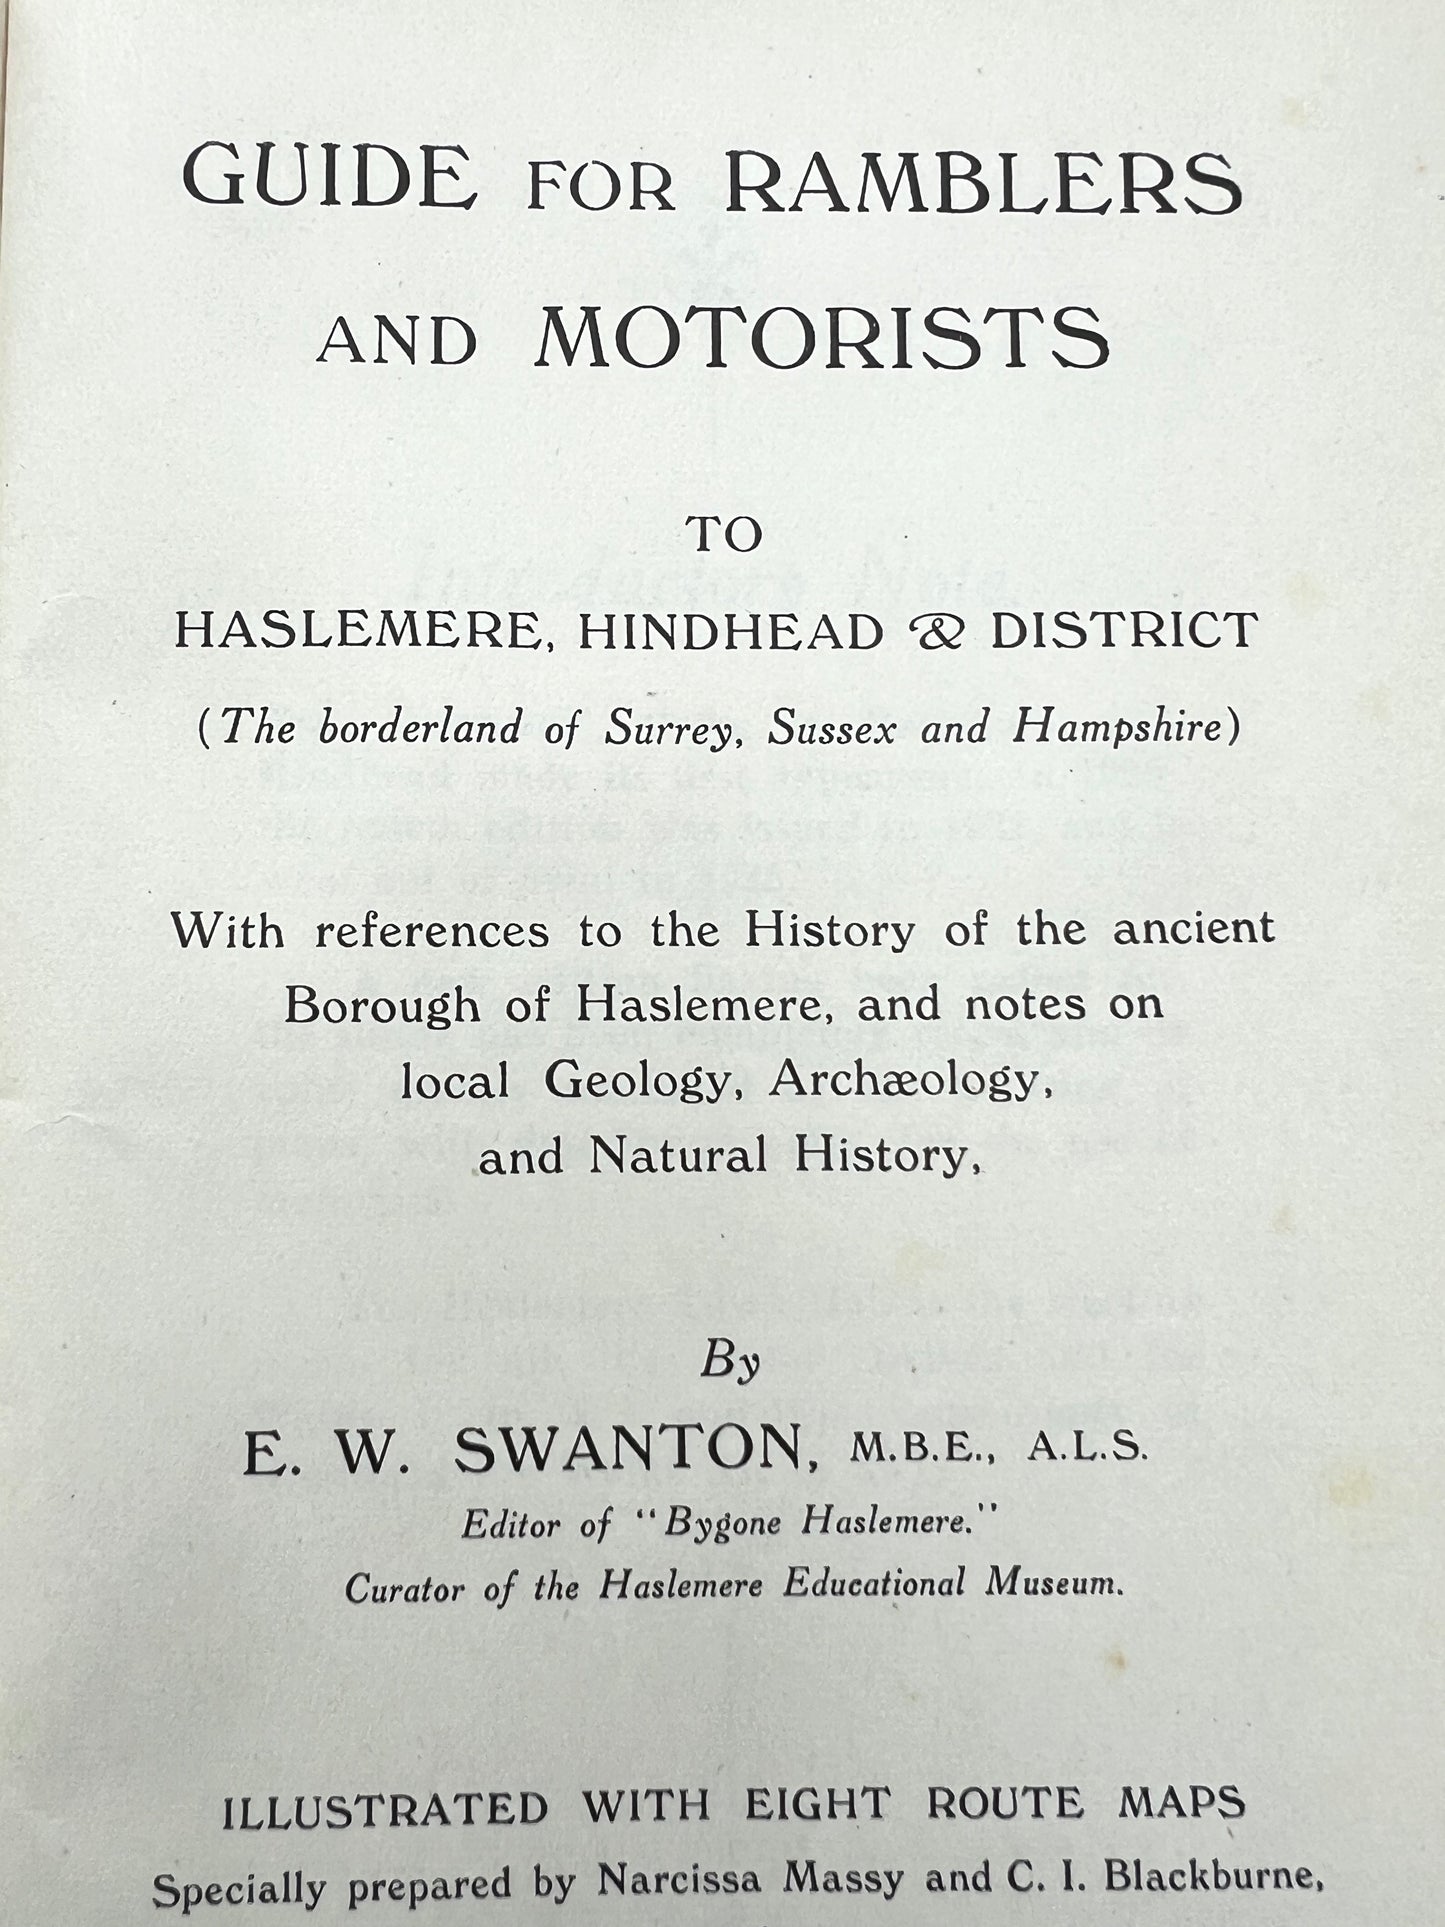 GUIDE FOR RAMBLERS
AND MOTORISTS
TO
HASLEMERE, HINDHEAD & DISTRICT
(The borderland of Surrey, Sussex and Hampshire)
With references to the History of the ancient
Borough of Haslemere, and notes on
local Geology, Archæology,
and Natural History,
By
E. W. SWANTON, M.B.E., A.L.S.
Editor of "Bygone Haslemere."
Curator of the Haslemere Educational Museum.
ILLUSTRATED WITH EIGHT ROUTE MAPS
Specially prepared by Narcissa Massy and C. I. Blackburne,